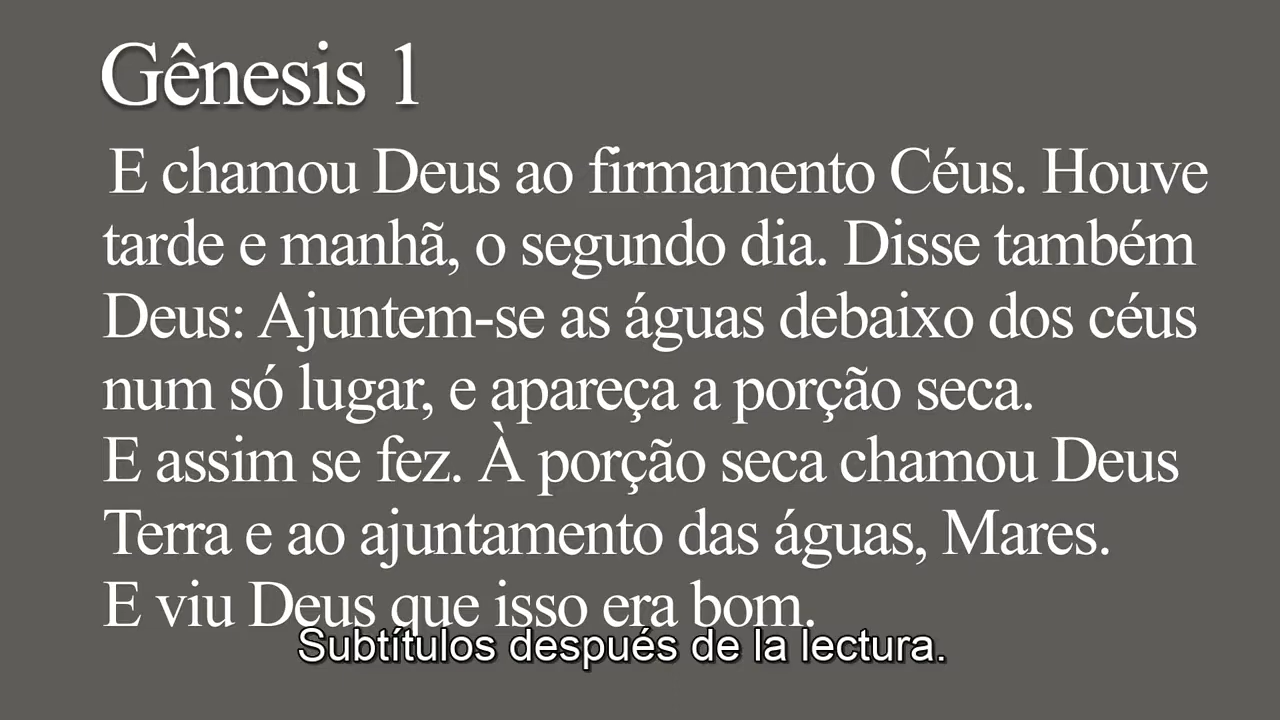 Gênesis 1
E chamou Deus ao firmamento Céus. Houve
tarde e manhã, o segundo dia. Disse também
Deus: Ajuntem-se as águas debaixo dos céus
num só lugar, e apareça a porção seca.
E assim se fez. À porção seca chamou Deus
Terra e ao ajuntamento das águas, Mares.
E viu Deus que isso era bom.
Subtítulos después de la lectura.